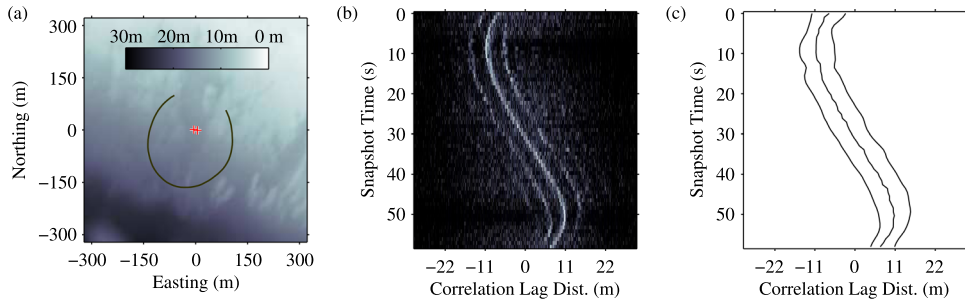 (a)
30m 20m 10m 0 m
300
150
0
−150
−300
Northing (m)
−300 −150 0 150 300
Easting (m)
(b)
0
10
20
30
40
50
Snapshot Time (s)
−22 −11 0 11 22
Correlation Lag Dist. (m)
(c)
0
10
20
30
40
50
Snapshot Time (s)
−22 −11 0 11 22
Correlation Lag Dist. (m)